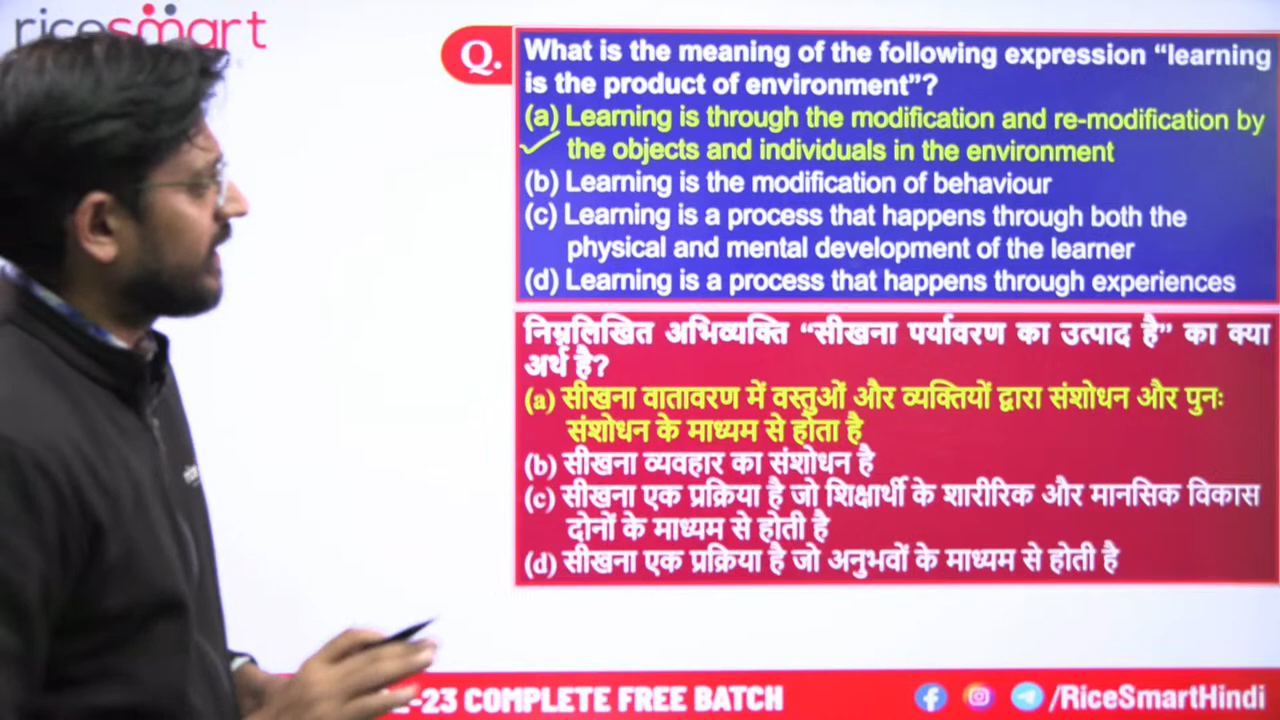 ricesmart
Q.
What is the meaning of the following expression “learning
is the product of environment”?
(a) Learning is through the modification and re-modification by
the objects and individuals in the environment
(b) Learning is the modification of behaviour
(c) Learning is a process that happens through both the
physical and mental development of the learner
(d) Learning is a process that happens through experiences
निम्नलिखित अभिव्यक्ति “सीखना पर्यावरण का उत्पाद है” का क्या
अर्थ है?
(a) सीखना वातावरण में वस्तुओं और व्यक्तियों द्वारा संशोधन और पुनः
संशोधन के माध्यम से होता है
(b) सीखना व्यवहार का संशोधन है
(c) सीखना एक प्रक्रिया है जो शिक्षार्थी के शारीरिक और मानसिक विकास
दोनों के माध्यम से होती है
(d) सीखना एक प्रक्रिया है जो अनुभवों के माध्यम से होती है
-23 COMPLETE FREE BATCH
/RiceSmartHindi